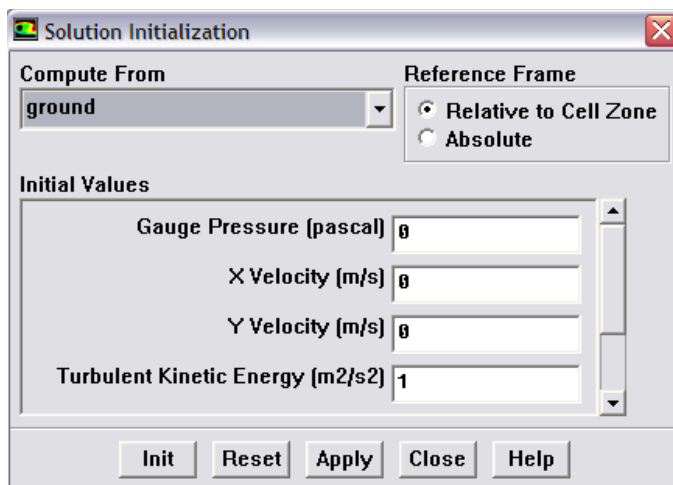 Solution Initialization
Compute From
ground
Reference Frame
Relative to Cell Zone
Absolute
Initial Values
Gauge Pressure (pascal) 0
X Velocity (m/s) 0
Y Velocity (m/s) 0
Turbulent Kinetic Energy (m2/s2) 1
Init Reset Apply Close Help